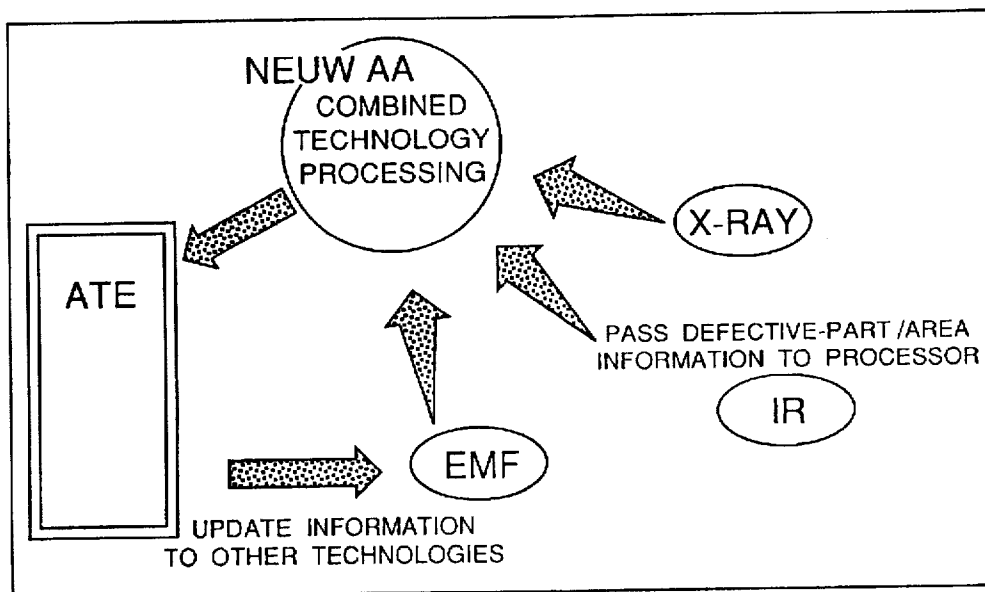 NEUW AA
COMBINED
TECHNOLOGY
PROCESSING
X-RAY
ATE
PASS DEFECTIVE-PART/AREA
INFORMATION TO PROCESSOR
IR
EMF
UPDATE INFORMATION
TO OTHER TECHNOLOGIES